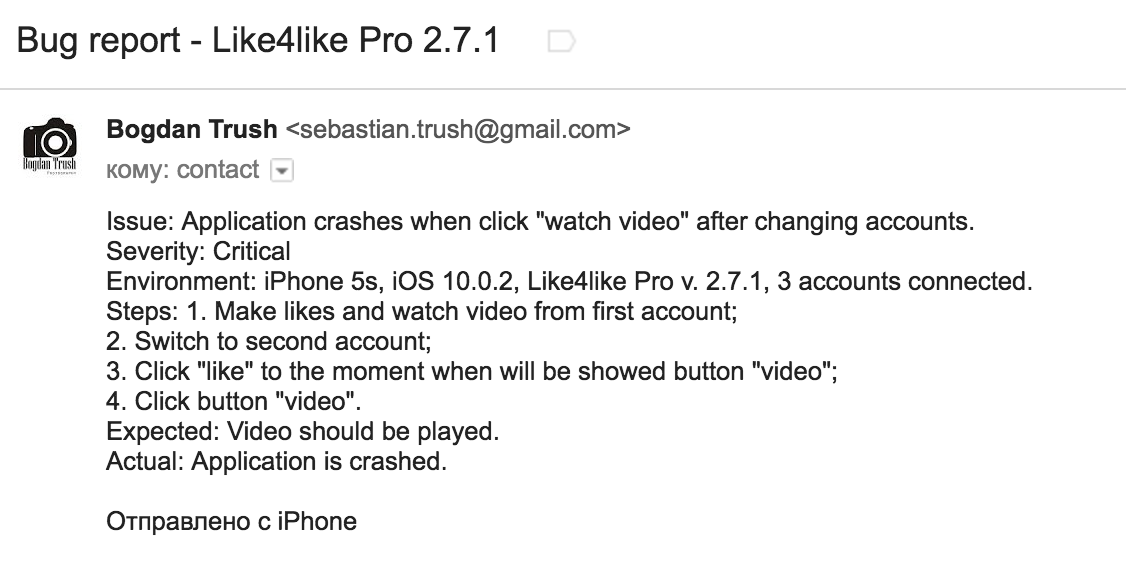 Bug report - Like4like Pro 2.7.1
Bogdan Trush <sebastian.trush@gmail.com>
Bogdan Trush
кому: contact
Issue: Application crashes when click "watch video" after changing accounts.
Severity: Critical
Environment: iPhone 5s, iOS 10.0.2, Like4like Pro v. 2.7.1, 3 accounts connected.
Steps: 1. Make likes and watch video from first account;
2. Switch to second account;
3. Click "like" to the moment when will be showed button "video";
4. Click button "video".
Expected: Video should be played.
Actual: Application is crashed.
Отправлено с iPhone